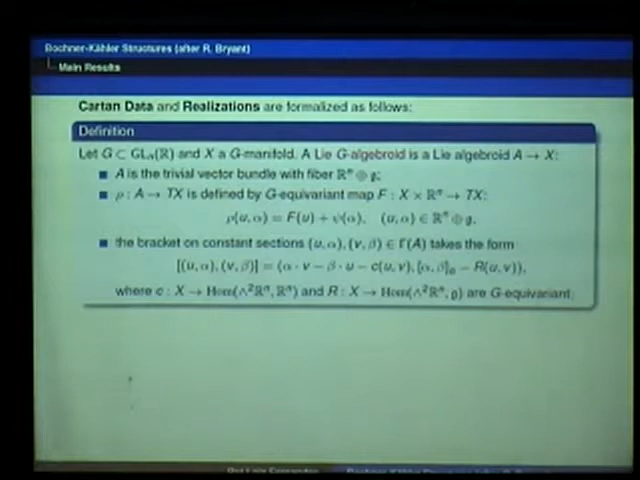 Bochner-Kähler Structures (after R. Bryant)
Main Results
Cartan Data and Realizations are formalized as follows:
Definition
Let G ⊂ GLₙ(ℝ) and X a G-manifold. A Lie G-algebroid is a Lie algebroid A → X:
A is the trivial vector bundle with fiber ℝⁿ ⊕ 𝔤;
ρ : A → TX is defined by G-equivariant map F : X × ℝⁿ → TX:
ρ(u, α) = F(u) + ψ(α), (u, α) ∈ ℝⁿ ⊕ 𝔤.
the bracket on constant sections (u, α), (v, β) ∈ Γ(A) takes the form
[(u, α), (v, β)] = (α · v − β · u − c(u, v), [α, β]𝔤 − R(u, v)),
where c : X → Hom(∧²ℝⁿ, ℝⁿ) and R : X → Hom(∧²ℝⁿ, 𝔤) are G-equivariant.
Rui Loja Fernandes